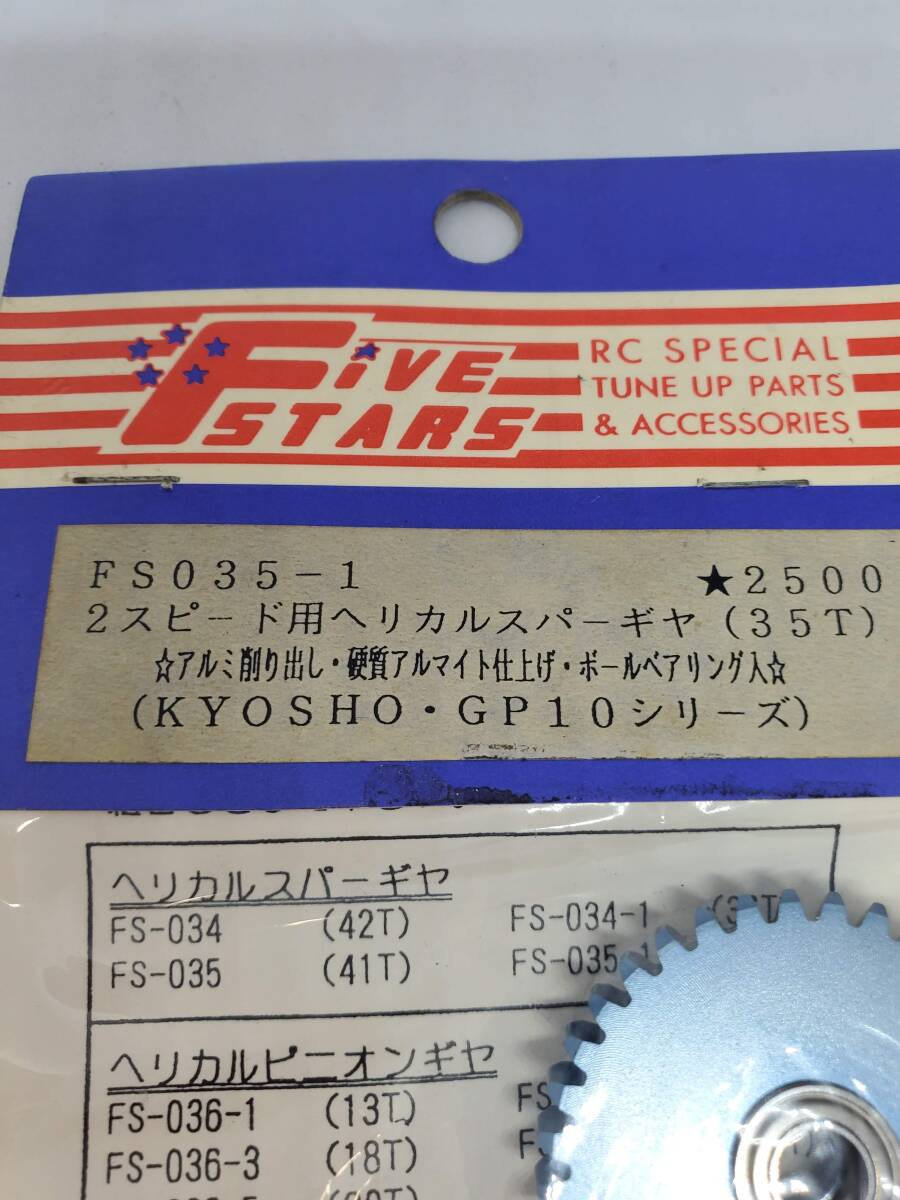 FiVE STARS
RC SPECIAL
TUNE UP PARTS
& ACCESSORIES
FS035-1 ★2500
2スピード用ヘリカルスパーギヤ(35T)
☆アルミ削り出し・硬質アルマイト仕上げ・ボールベアリング入☆
(KYOSHO・GP10シリーズ)
ヘリカルスパーギヤ
FS-034 (42T) FS-034-1
FS-035 (41T) FS-035-1
ヘリカルピニオンギヤ
FS-036-1 (13T)
FS-036-3 (18T)